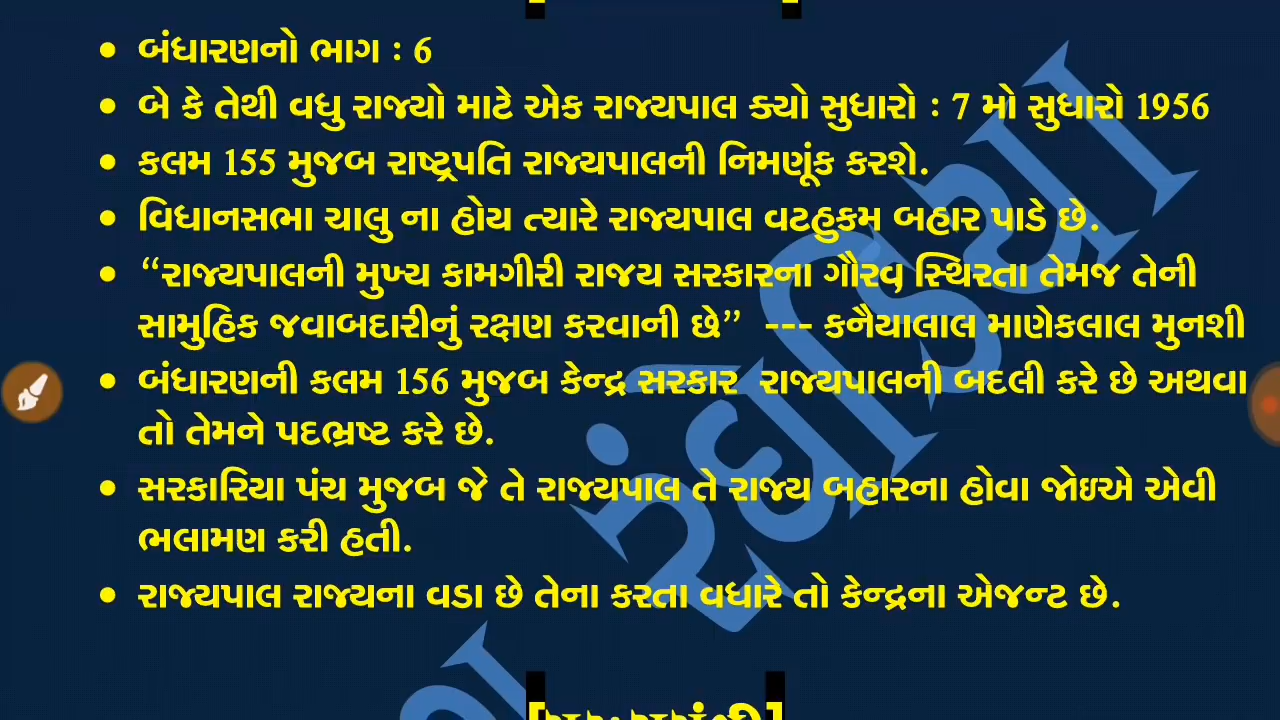 • બંધારણનો ભાગ : 6
• બે કે તેથી વધુ રાજ્યો માટે એક રાજ્યપાલ ક્યો સુધારો : 7 મો સુધારો 1956
• કલમ 155 મુજબ રાષ્ટ્રપતિ રાજ્યપાલની નિમણૂંક કરશે.
• વિધાનસભા ચાલુ ના હોય ત્યારે રાજ્યપાલ વટહુકમ બહાર પાડે છે.
• “રાજ્યપાલની મુખ્ય કામગીરી રાજય સરકારના ગૌરવ સ્થિરતા તેમજ તેની
સામુહિક જવાબદારીનું રક્ષણ કરવાની છે” --- કનૈયાલાલ માણેકલાલ મુનશી
• બંધારણની કલમ 156 મુજબ કેન્દ્ર સરકાર રાજ્યપાલની બદલી કરે છે અથવા
તો તેમને પદભ્રષ્ટ કરે છે.
• સરકારિયા પંચ મુજબ જે તે રાજ્યપાલ તે રાજ્ય બહારના હોવા જોઇએ એવી
ભલામણ કરી હતી.
• રાજ્યપાલ રાજ્યના વડા છે તેના કરતા વધારે તો કેન્દ્રના એજન્ટ છે.